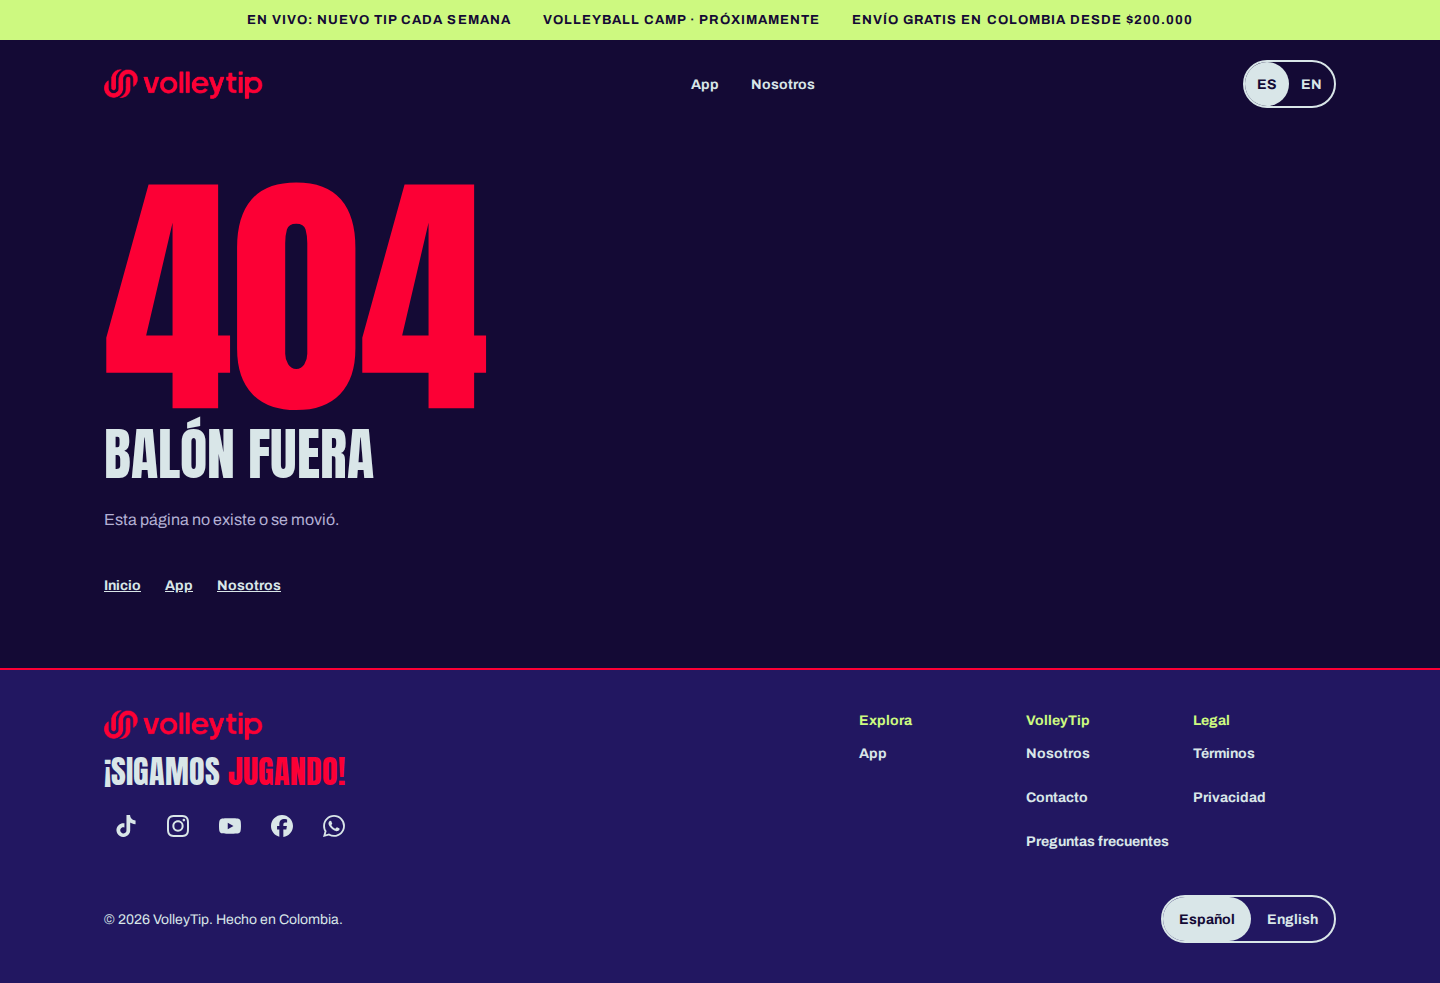 EN VIVO: NUEVO TIP CADA SEMANA VOLLEYBALL CAMP · PRÓXIMAMENTE ENVÍO GRATIS EN COLOMBIA DESDE $200.000
volleytip App Nosotros ES EN
404
BALÓN FUERA
Esta página no existe o se movió.
Inicio App Nosotros
volleytip
¡SIGAMOS JUGANDO!
Explora
App
VolleyTip
Nosotros
Contacto
Preguntas frecuentes
Legal
Términos
Privacidad
© 2026 VolleyTip. Hecho en Colombia.
Español English